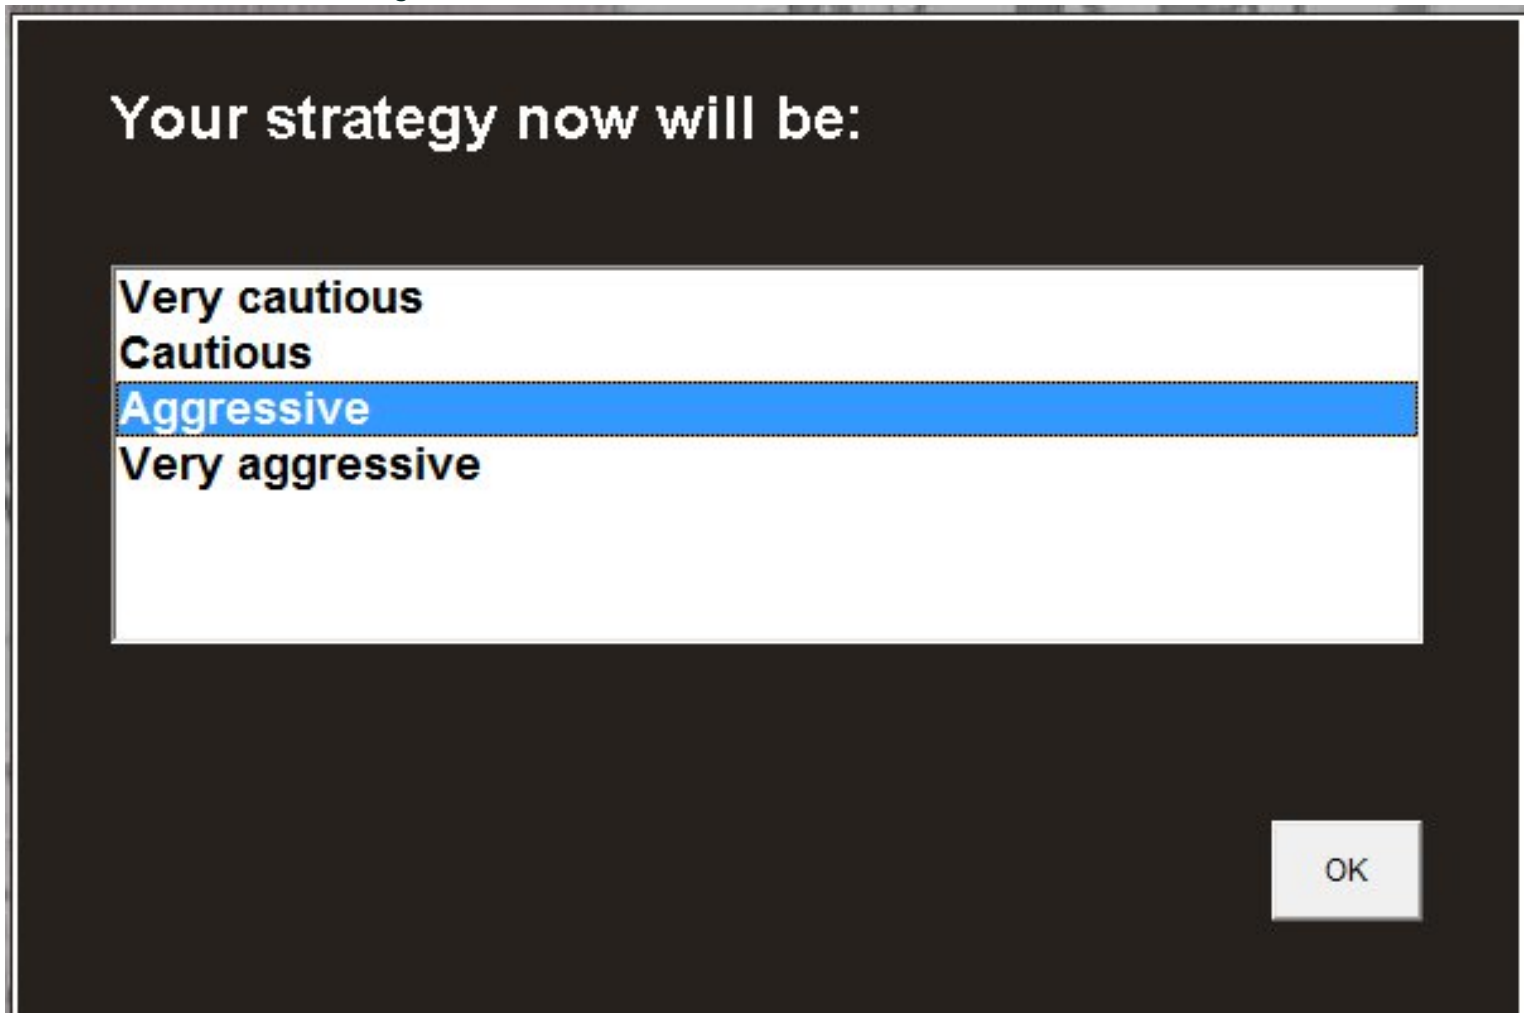 Your strategy now will be:
Very cautious
Cautious
Aggressive
Very aggressive
OK